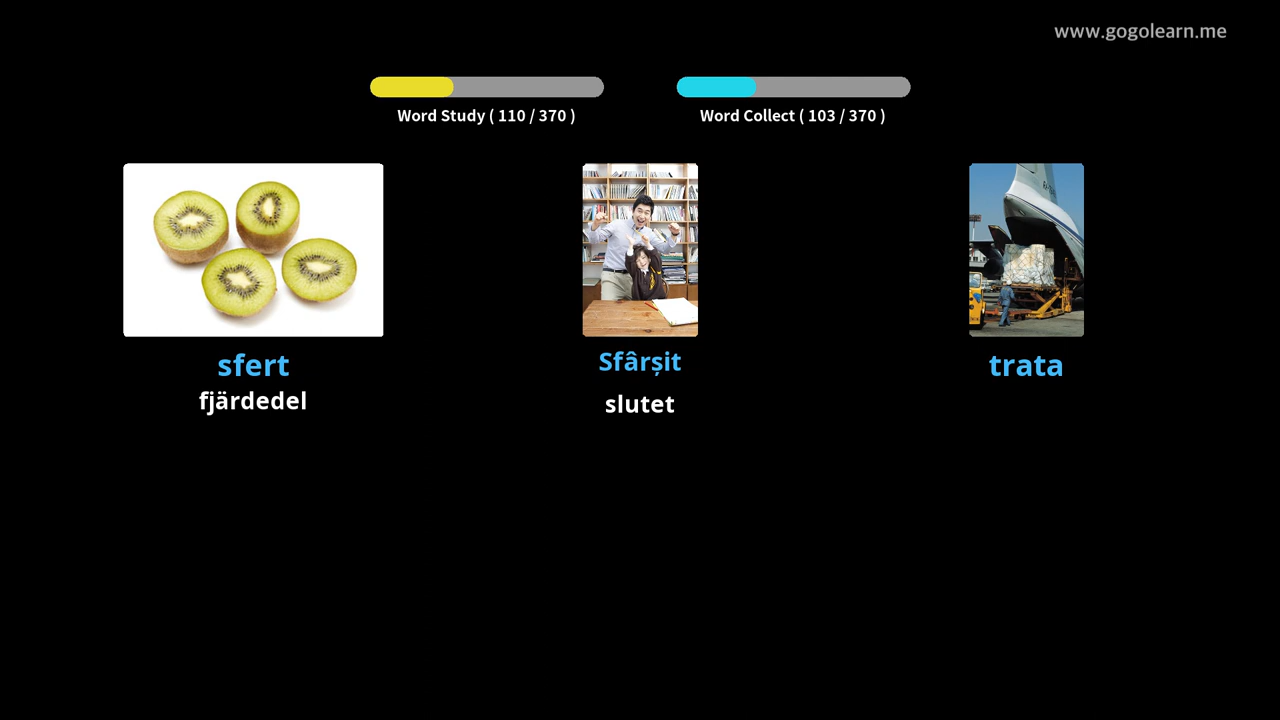 www.gogolearn.me
Word Study ( 110 / 370 )
Word Collect ( 103 / 370 )
sfert
fjärdedel
Sfârșit
slutet
trata